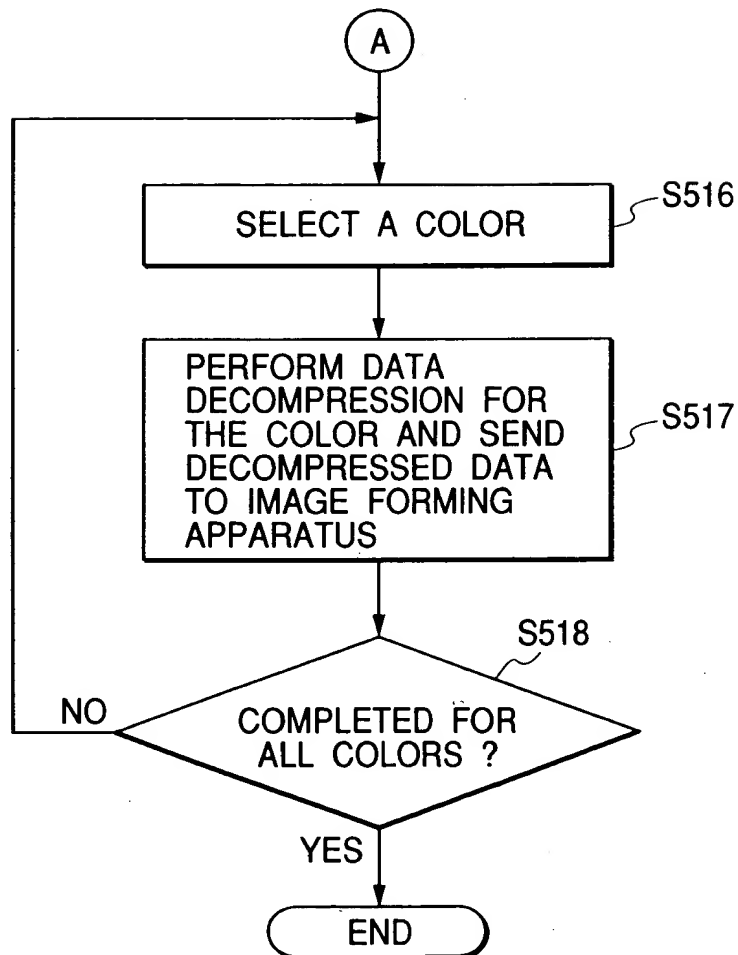 A
SELECT A COLOR
S516
PERFORM DATA
DECOMPRESSION FOR
THE COLOR AND SEND
DECOMPRESSED DATA
TO IMAGE FORMING
APPARATUS
S517
S518
NO
COMPLETED FOR
ALL COLORS ?
YES
END